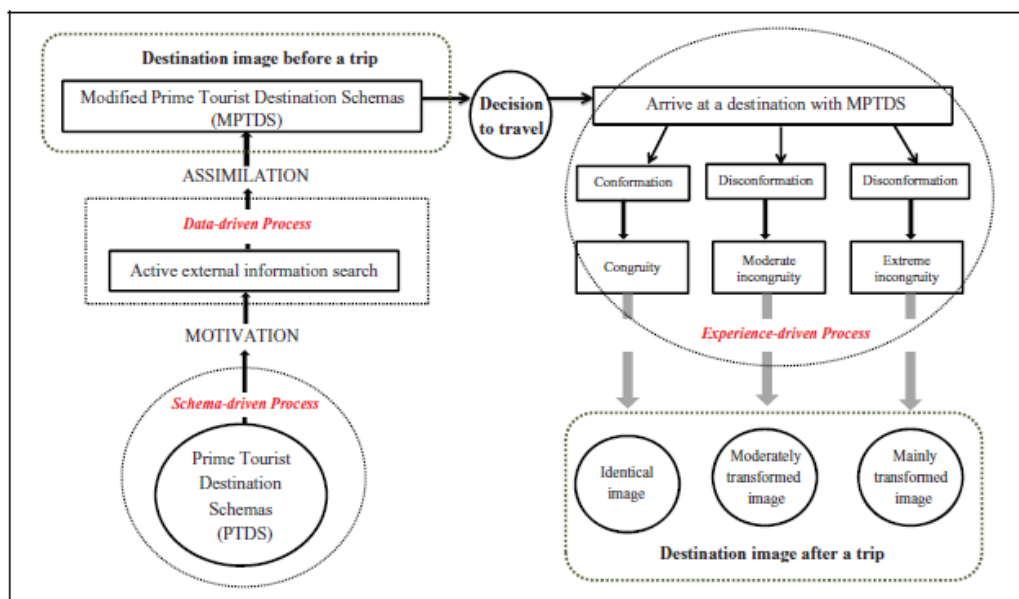 Destination image before a trip
Modified Prime Tourist Destination Schemas
(MPTDS)
Decision
to travel
Arrive at a destination with MPTDS
ASSIMILATION
Conformation
Disconformation
Disconformation
Data-driven Process
Active external information search
Congruity
Moderate
incongruity
Extreme
incongruity
MOTIVATION
Experience-driven Process
Schema-driven Process
Prime Tourist
Destination
Schemas
(PTDS)
Identical
image
Moderately
transformed image
Mainly
transformed
image
Destination image after a trip